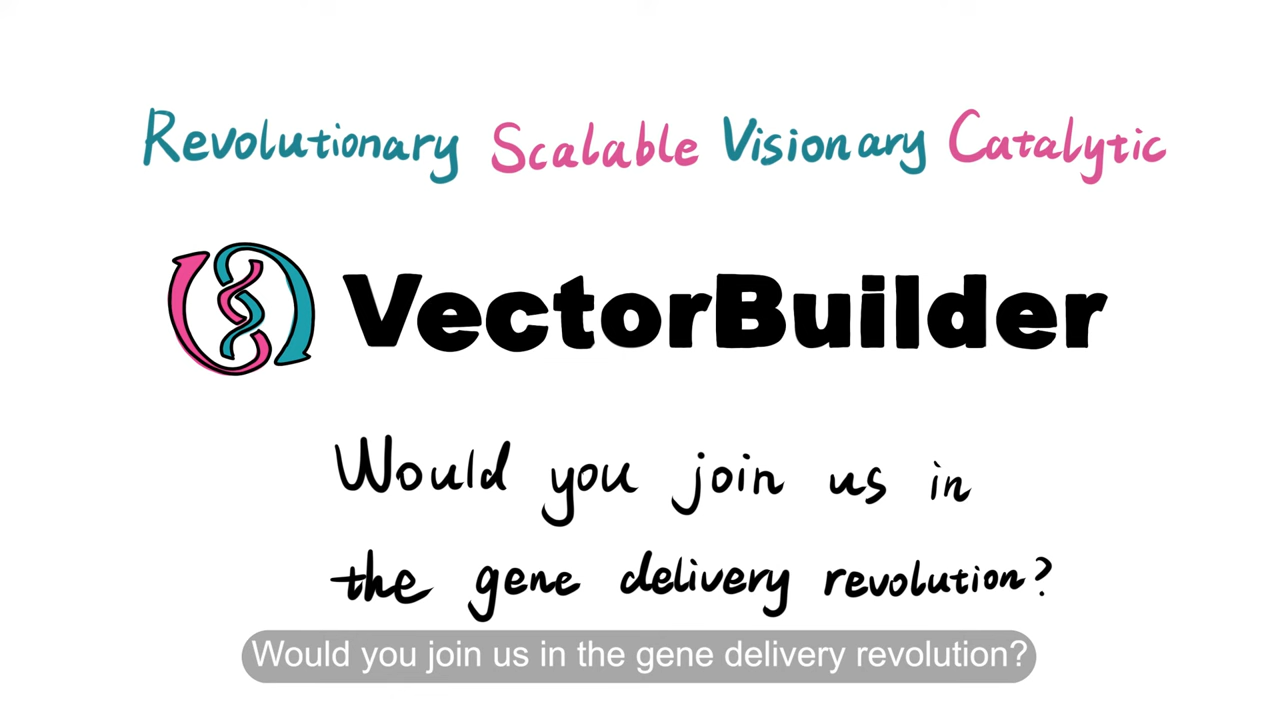 Revolutionary Scalable Visionary Catalytic
VectorBuilder
Would you join us in
the gene delivery revolution?
Would you join us in the gene delivery revolution?